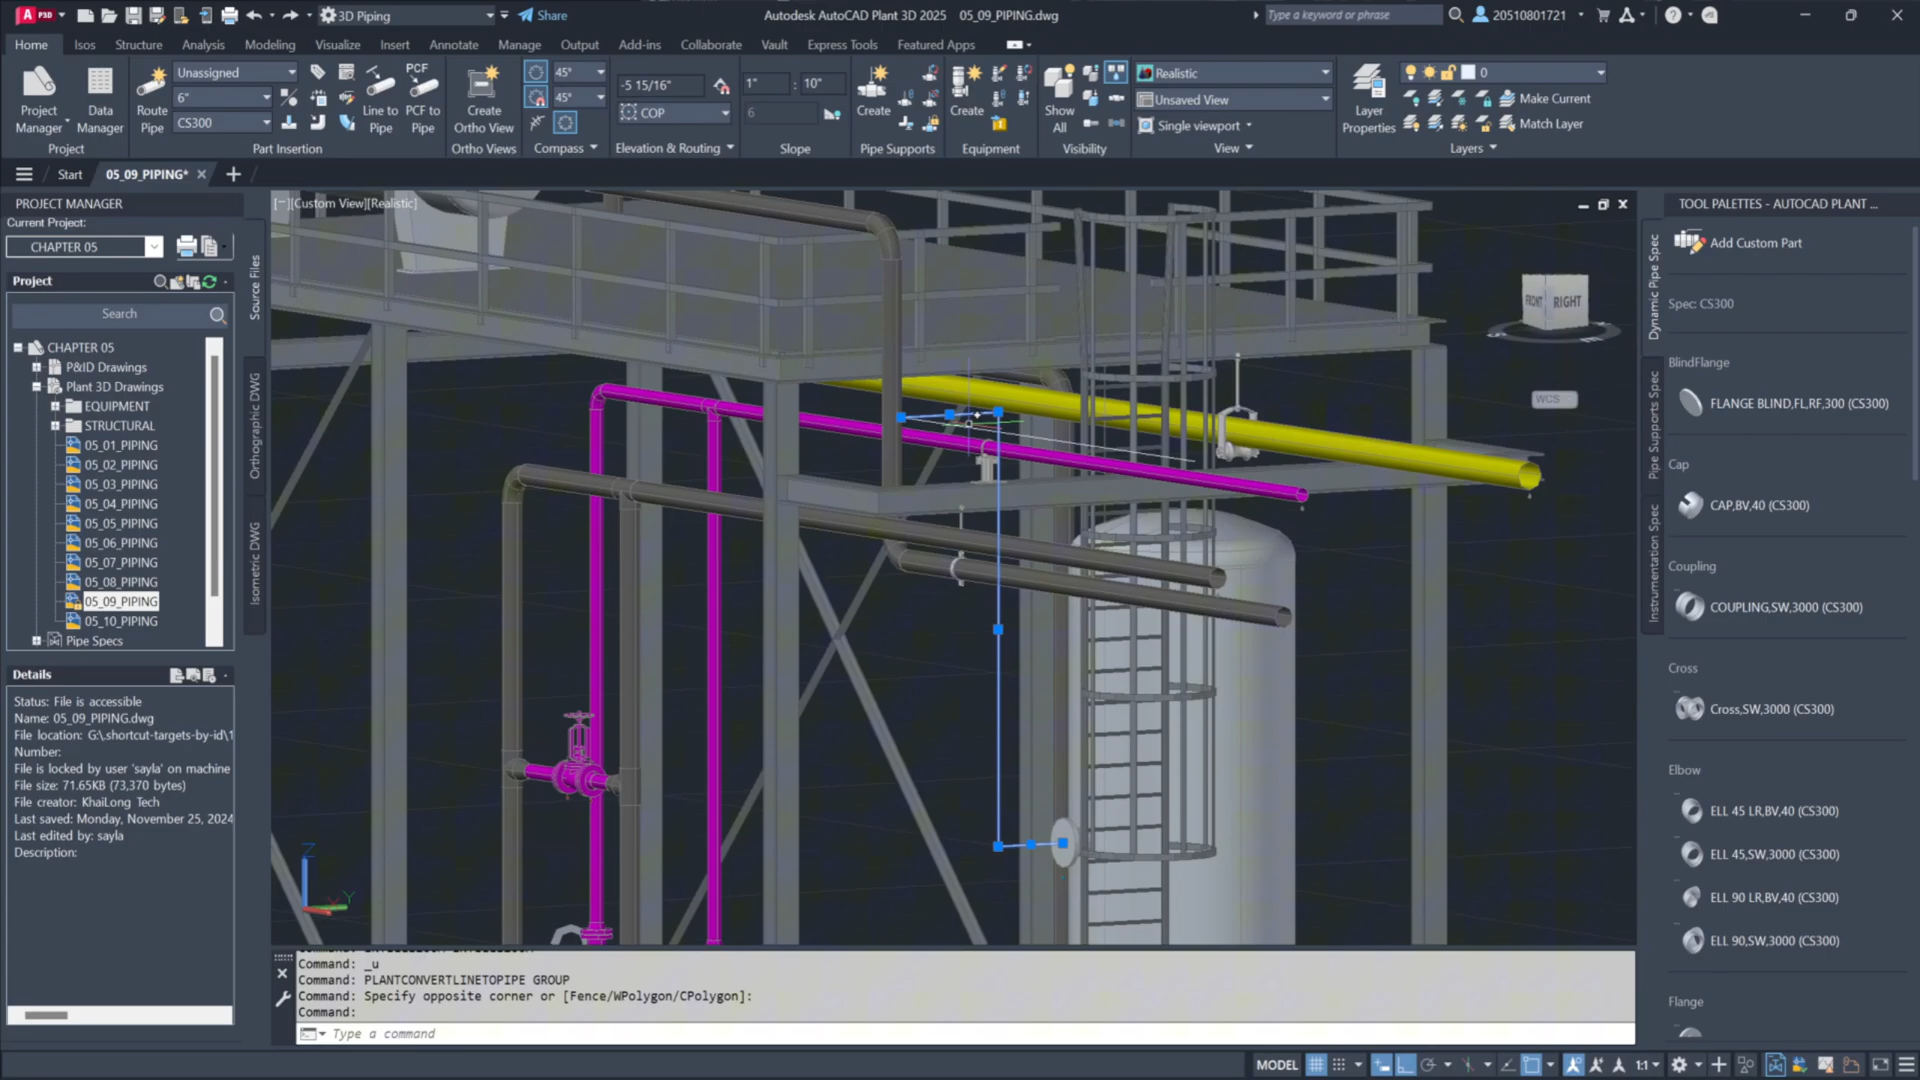 A P3D
3D Piping
Share
Autodesk AutoCAD Plant 3D 2025 05_09_PIPING.dwg
Type a keyword or phrase
20510801721
Home Isos Structure Analysis Modeling Visualize Insert Annotate Manage Output Add-ins Collaborate Vault Express Tools Featured Apps
Project Manager
Data Manager
Project
Route Pipe
Unassigned
6"
CS300
Line to Pipe
PCF
PCF to Pipe
Part Insertion
Create Ortho View
Ortho Views
45°
45°
Compass
-5 15/16"
COP
Elevation & Routing
1" : 10"
6
Slope
Create
Pipe Supports
Create
Equipment
Show All
Visibility
Realistic
Unsaved View
Single viewport
View
Layer Properties
0
Make Current
Match Layer
Layers
Start
05_09_PIPING*
PROJECT MANAGER
Current Project:
CHAPTER 05
Project
Search
CHAPTER 05
P&ID Drawings
Plant 3D Drawings
EQUIPMENT
STRUCTURAL
05_01_PIPING
05_02_PIPING
05_03_PIPING
05_04_PIPING
05_05_PIPING
05_06_PIPING
05_07_PIPING
05_08_PIPING
05_09_PIPING
05_10_PIPING
Pipe Specs
Source Files
Orthographic DWG
Isometric DWG
Details
Status: File is accessible
Name: 05_09_PIPING.dwg
File location: G:\.shortcut-targets-by-id\1
Number:
File is locked by user 'sayla' on machine
File size: 71.65KB (73,370 bytes)
File creator: KhaiLong Tech
Last saved: Monday, November 25, 2024
Last edited by: sayla
Description:
[−][Custom View][Realistic]
FRONT RIGHT
WCS
Z
Y
X
Command: _u
Command: PLANTCONVERTLINETOPIPE GROUP
Command: Specify opposite corner or [Fence/WPolygon/CPolygon]:
Command:
Type a command
TOOL PALETTES - AUTOCAD PLANT ...
Dynamic Pipe Spec
Pipe Supports Spec
Instrumentation Spec
Add Custom Part
Spec: CS300
BlindFlange
FLANGE BLIND,FL,RF,300 (CS300)
Cap
CAP,BV,40 (CS300)
Coupling
COUPLING,SW,3000 (CS300)
Cross
Cross,SW,3000 (CS300)
Elbow
ELL 45 LR,BV,40 (CS300)
ELL 45,SW,3000 (CS300)
ELL 90 LR,BV,40 (CS300)
ELL 90,SW,3000 (CS300)
Flange
MODEL
1:1